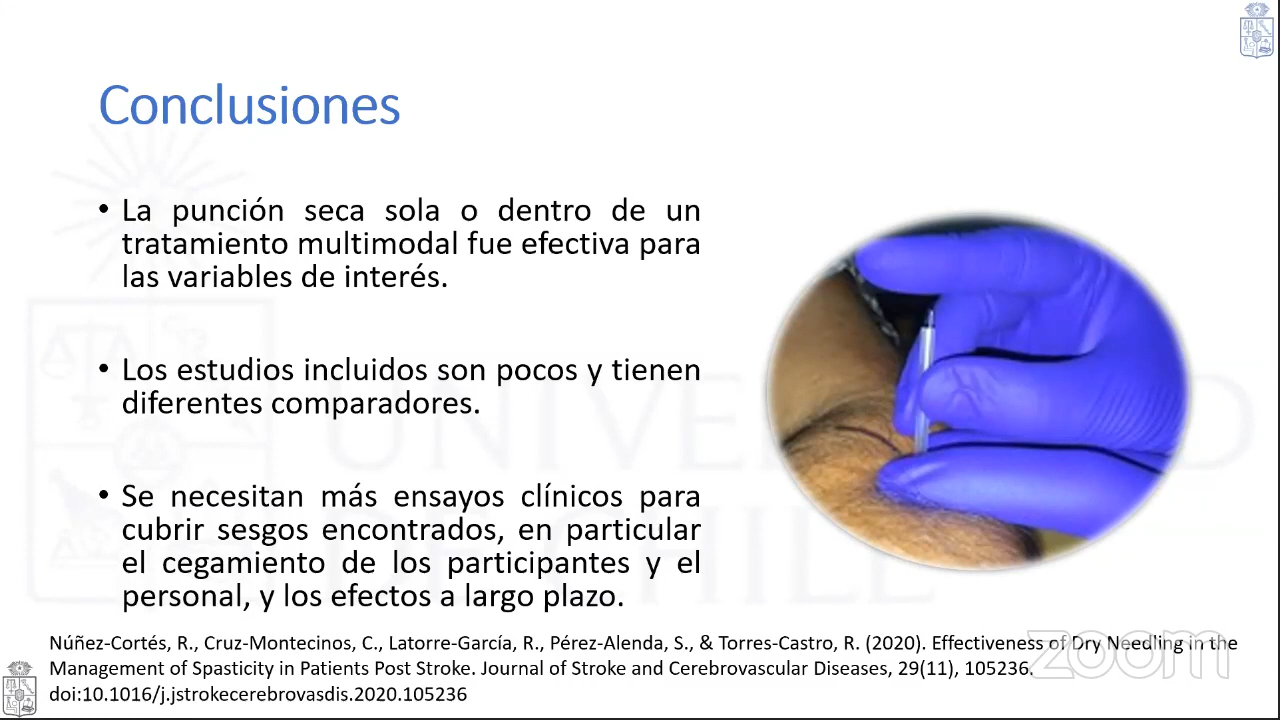 Conclusiones
• La punción seca sola o dentro de un
tratamiento multimodal fue efectiva para
las variables de interés.
• Los estudios incluidos son pocos y tienen
diferentes comparadores.
• Se necesitan más ensayos clínicos para
cubrir sesgos encontrados, en particular
el cegamiento de los participantes y el
personal, y los efectos a largo plazo.
Núñez-Cortés, R., Cruz-Montecinos, C., Latorre-García, R., Pérez-Alenda, S., & Torres-Castro, R. (2020). Effectiveness of Dry Needling in the
Management of Spasticity in Patients Post Stroke. Journal of Stroke and Cerebrovascular Diseases, 29(11), 105236.
doi:10.1016/j.jstrokecerebrovasdis.2020.105236
zoom